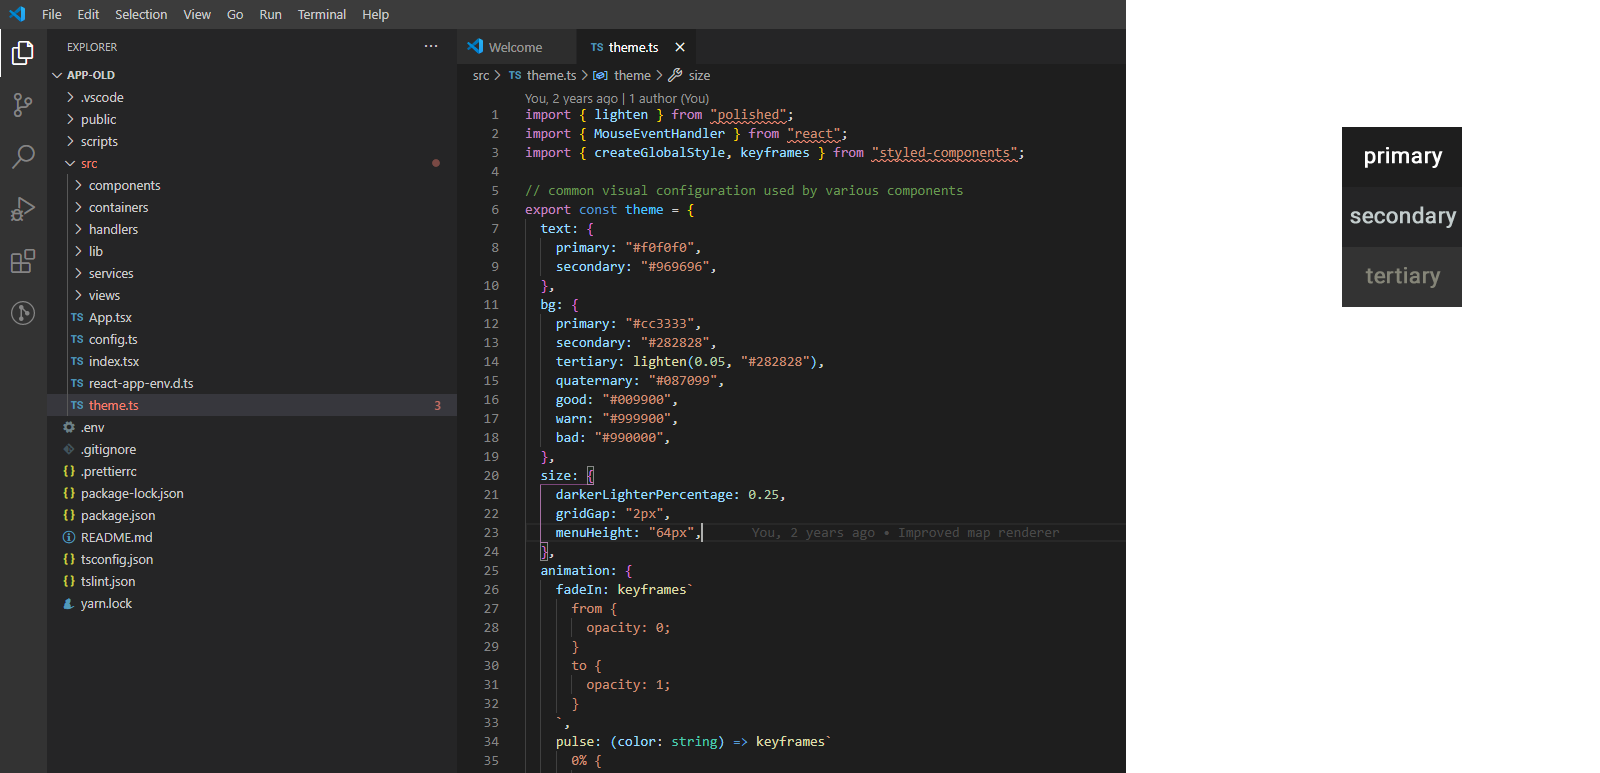 File Edit Selection View Go Run Terminal Help
EXPLORER ...
APP-OLD
.vscode
public
scripts
src
components
containers
handlers
lib
services
views
TS App.tsx
TS config.ts
TS index.tsx
TS react-app-env.d.ts
TS theme.ts 3
.env
.gitignore
{} .prettierrc
{} package-lock.json
{} package.json
README.md
{} tsconfig.json
{} tslint.json
yarn.lock
Welcome TS theme.ts
src > TS theme.ts > theme > size
You, 2 years ago | 1 author (You)
1 import { lighten } from "polished";
2 import { MouseEventHandler } from "react";
3 import { createGlobalStyle, keyframes } from "styled-components";
4
5 // common visual configuration used by various components
6 export const theme = {
7 text: {
8 primary: "#f0f0f0",
9 secondary: "#969696",
10 },
11 bg: {
12 primary: "#cc3333",
13 secondary: "#282828",
14 tertiary: lighten(0.05, "#282828"),
15 quaternary: "#087099",
16 good: "#009900",
17 warn: "#999900",
18 bad: "#990000",
19 },
20 size: {
21 darkerLighterPercentage: 0.25,
22 gridGap: "2px",
23 menuHeight: "64px", You, 2 years ago • Improved map renderer
24 },
25 animation: {
26 fadeIn: keyframes`
27 from {
28 opacity: 0;
29 }
30 to {
31 opacity: 1;
32 }
33 `,
34 pulse: (color: string) => keyframes`
35 0% {
primary
secondary
tertiary